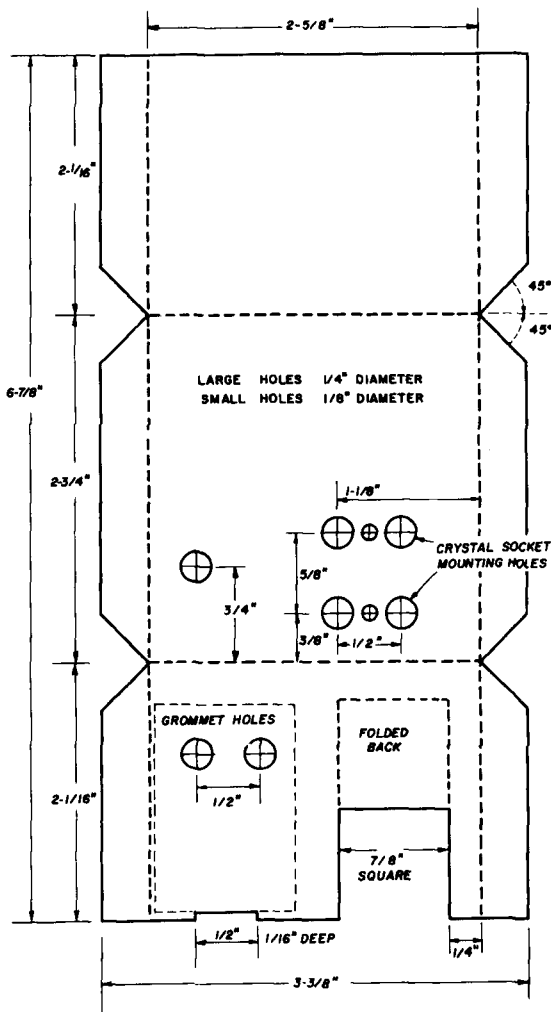 2-5/8"
2-1/16"
45°
45°
6-7/8"
LARGE HOLES 1/4" DIAMETER
SMALL HOLES 1/8" DIAMETER
2-3/4"
1-1/8"
CRYSTAL SOCKET
MOUNTING HOLES
5/8"
3/4"
3/8"
1/2"
GROMMET HOLES
FOLDED
BACK
1/2"
2-1/16"
7/8"
SQUARE
1/2"
1/16" DEEP
1/4"
3-3/8"